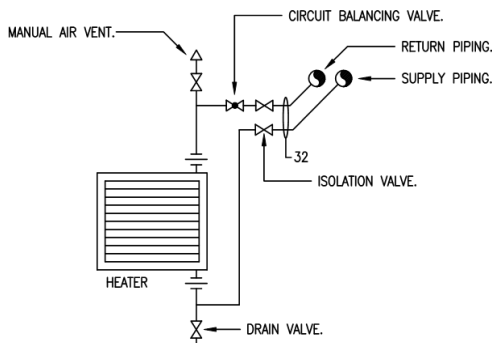 CIRCUIT BALANCING VALVE.
MANUAL AIR VENT.
RETURN PIPING.
SUPPLY PIPING.
32
ISOLATION VALVE.
HEATER
DRAIN VALVE.